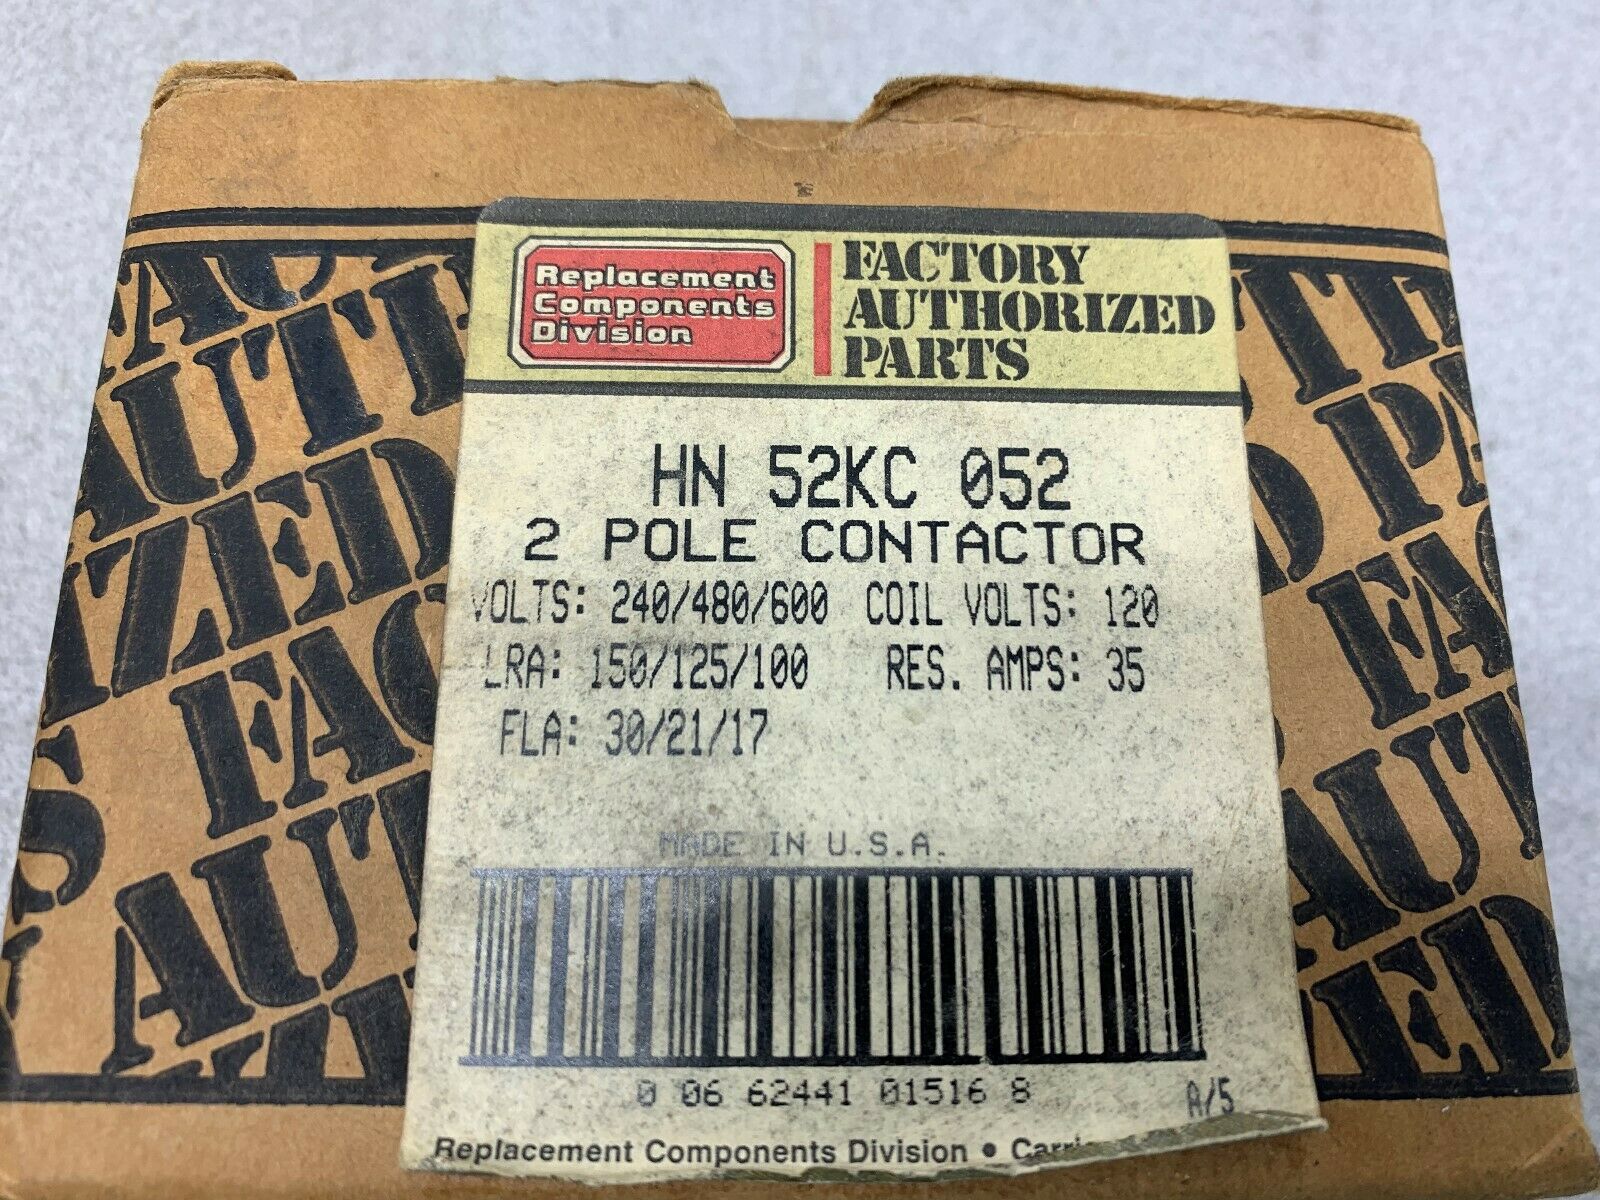 Replacement
Components
Division
FACTORY
AUTHORIZED
PARTS
HN 52KC 052
2 POLE CONTACTOR
VOLTS: 240/480/600 COIL VOLTS: 120
LRA: 150/125/100 RES. AMPS: 35
FLA: 30/21/17
MADE IN U.S.A.
0 06 62441 01516 8
A/5
Replacement Components Division •